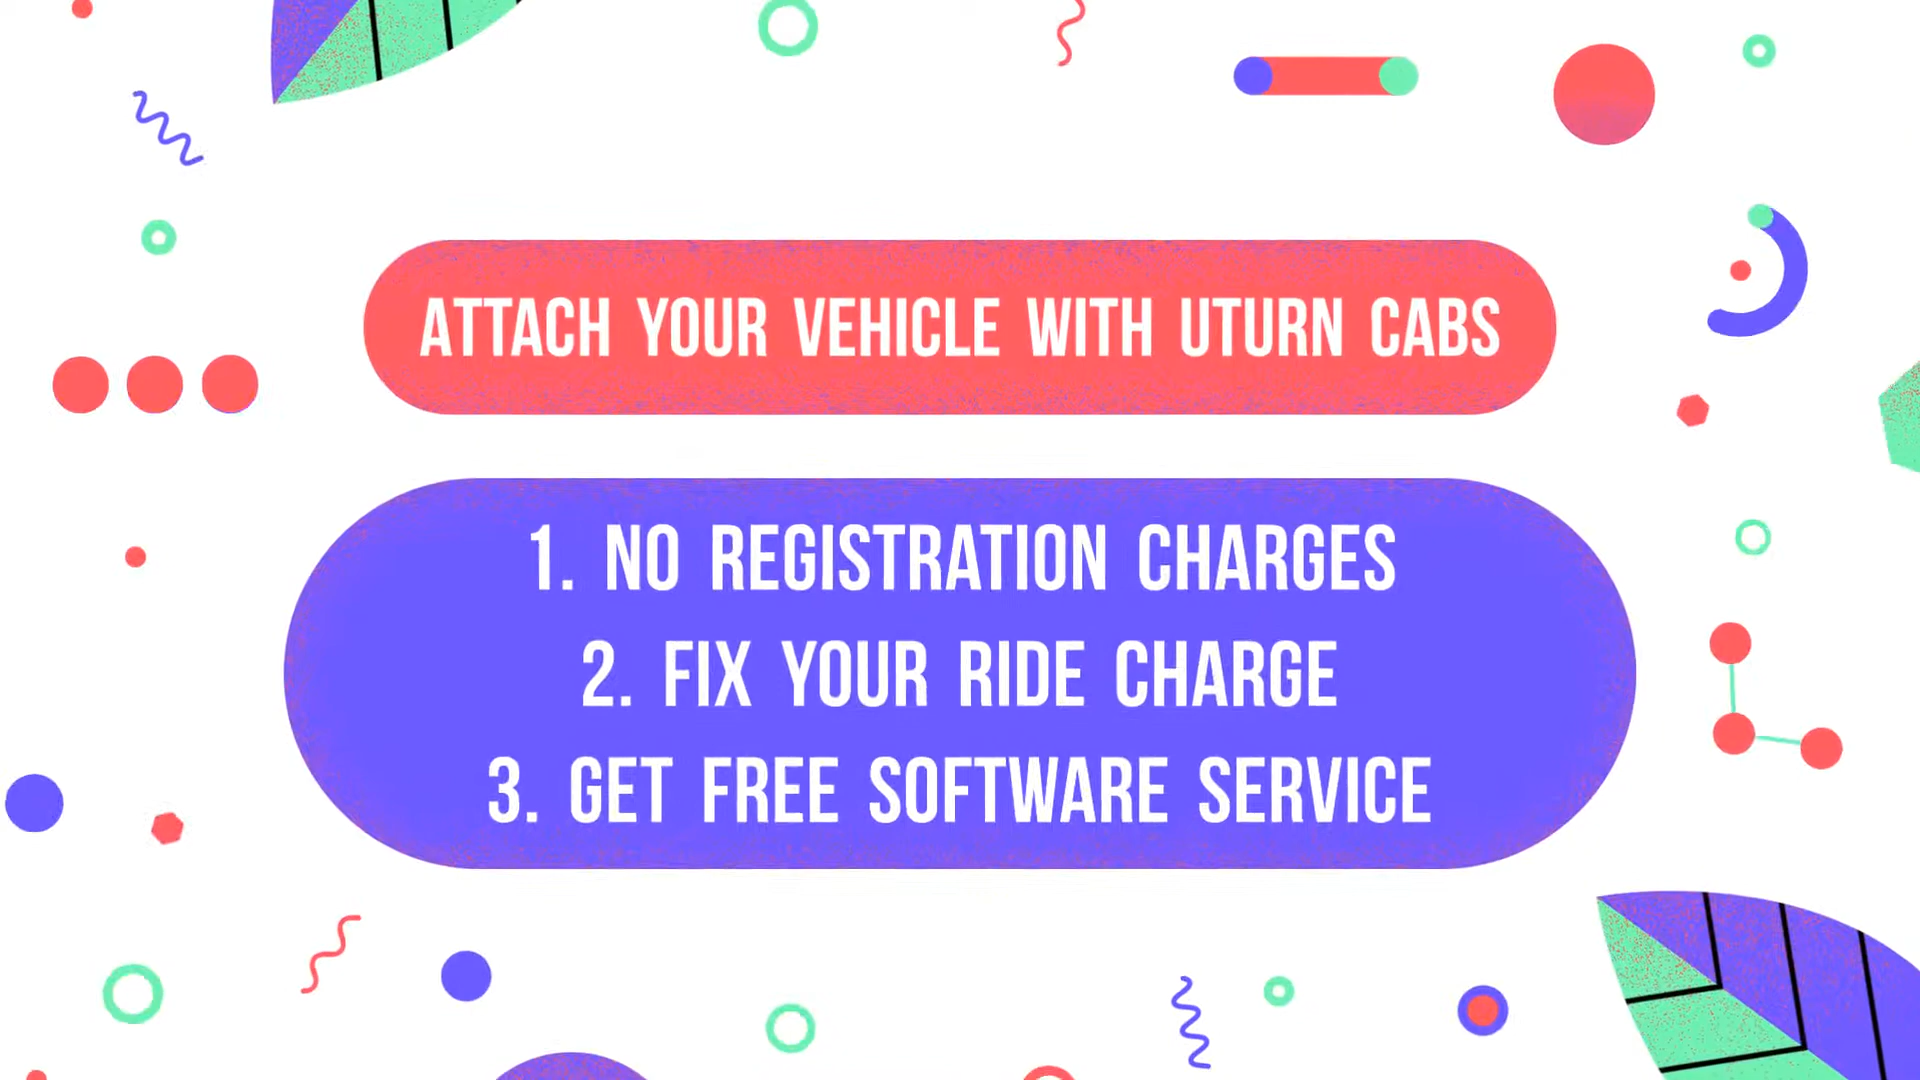 ATTACH YOUR VEHICLE WITH UTURN CABS
1. NO REGISTRATION CHARGES
2. FIX YOUR RIDE CHARGE
3. GET FREE SOFTWARE SERVICE